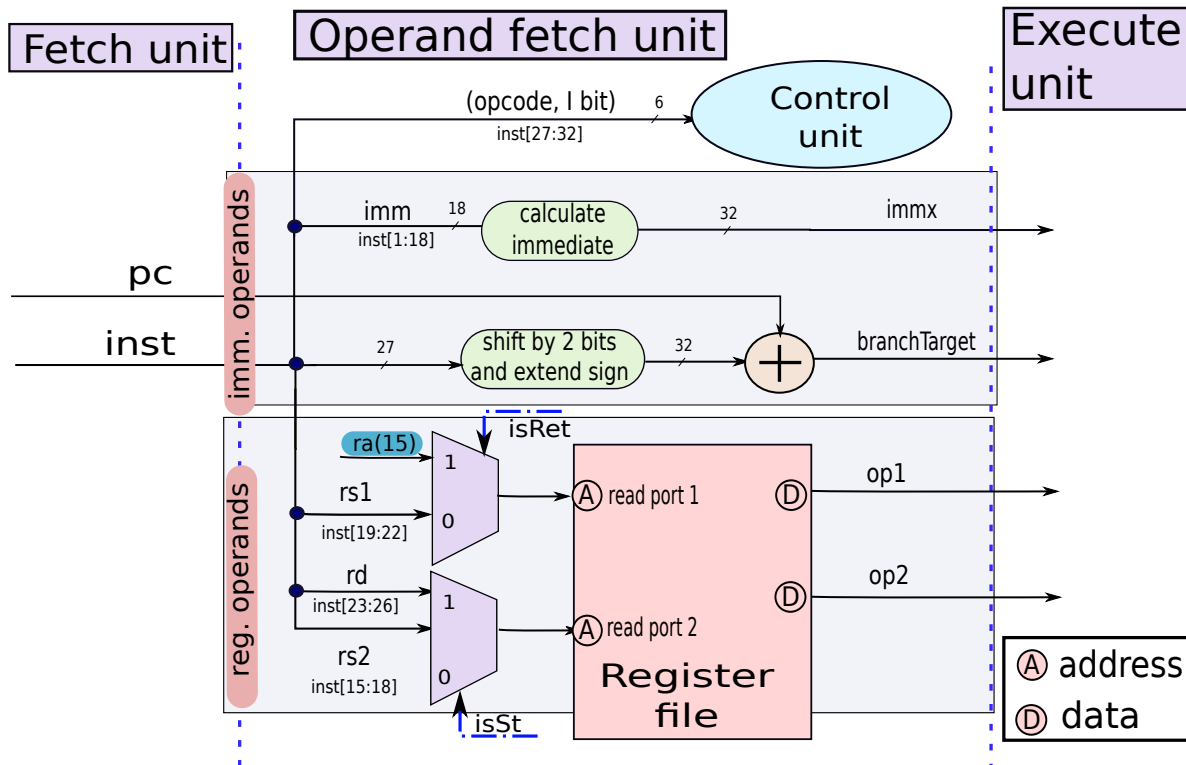 Fetch unit
Operand fetch unit
Execute
unit
(opcode, I bit)
6
inst[27:32]
Control
unit
imm. operands
imm
18
inst[1:18]
calculate
immediate
32
immx
pc
inst
27
shift by 2 bits
and extend sign
32
+
branchTarget
reg. operands
isRet
ra(15)
1
rs1
0
inst[19:22]
A
read port 1
D
op1
rd
1
inst[23:26]
A
read port 2
D
op2
rs2
0
inst[15:18]
isSt
Register
file
A address
D data